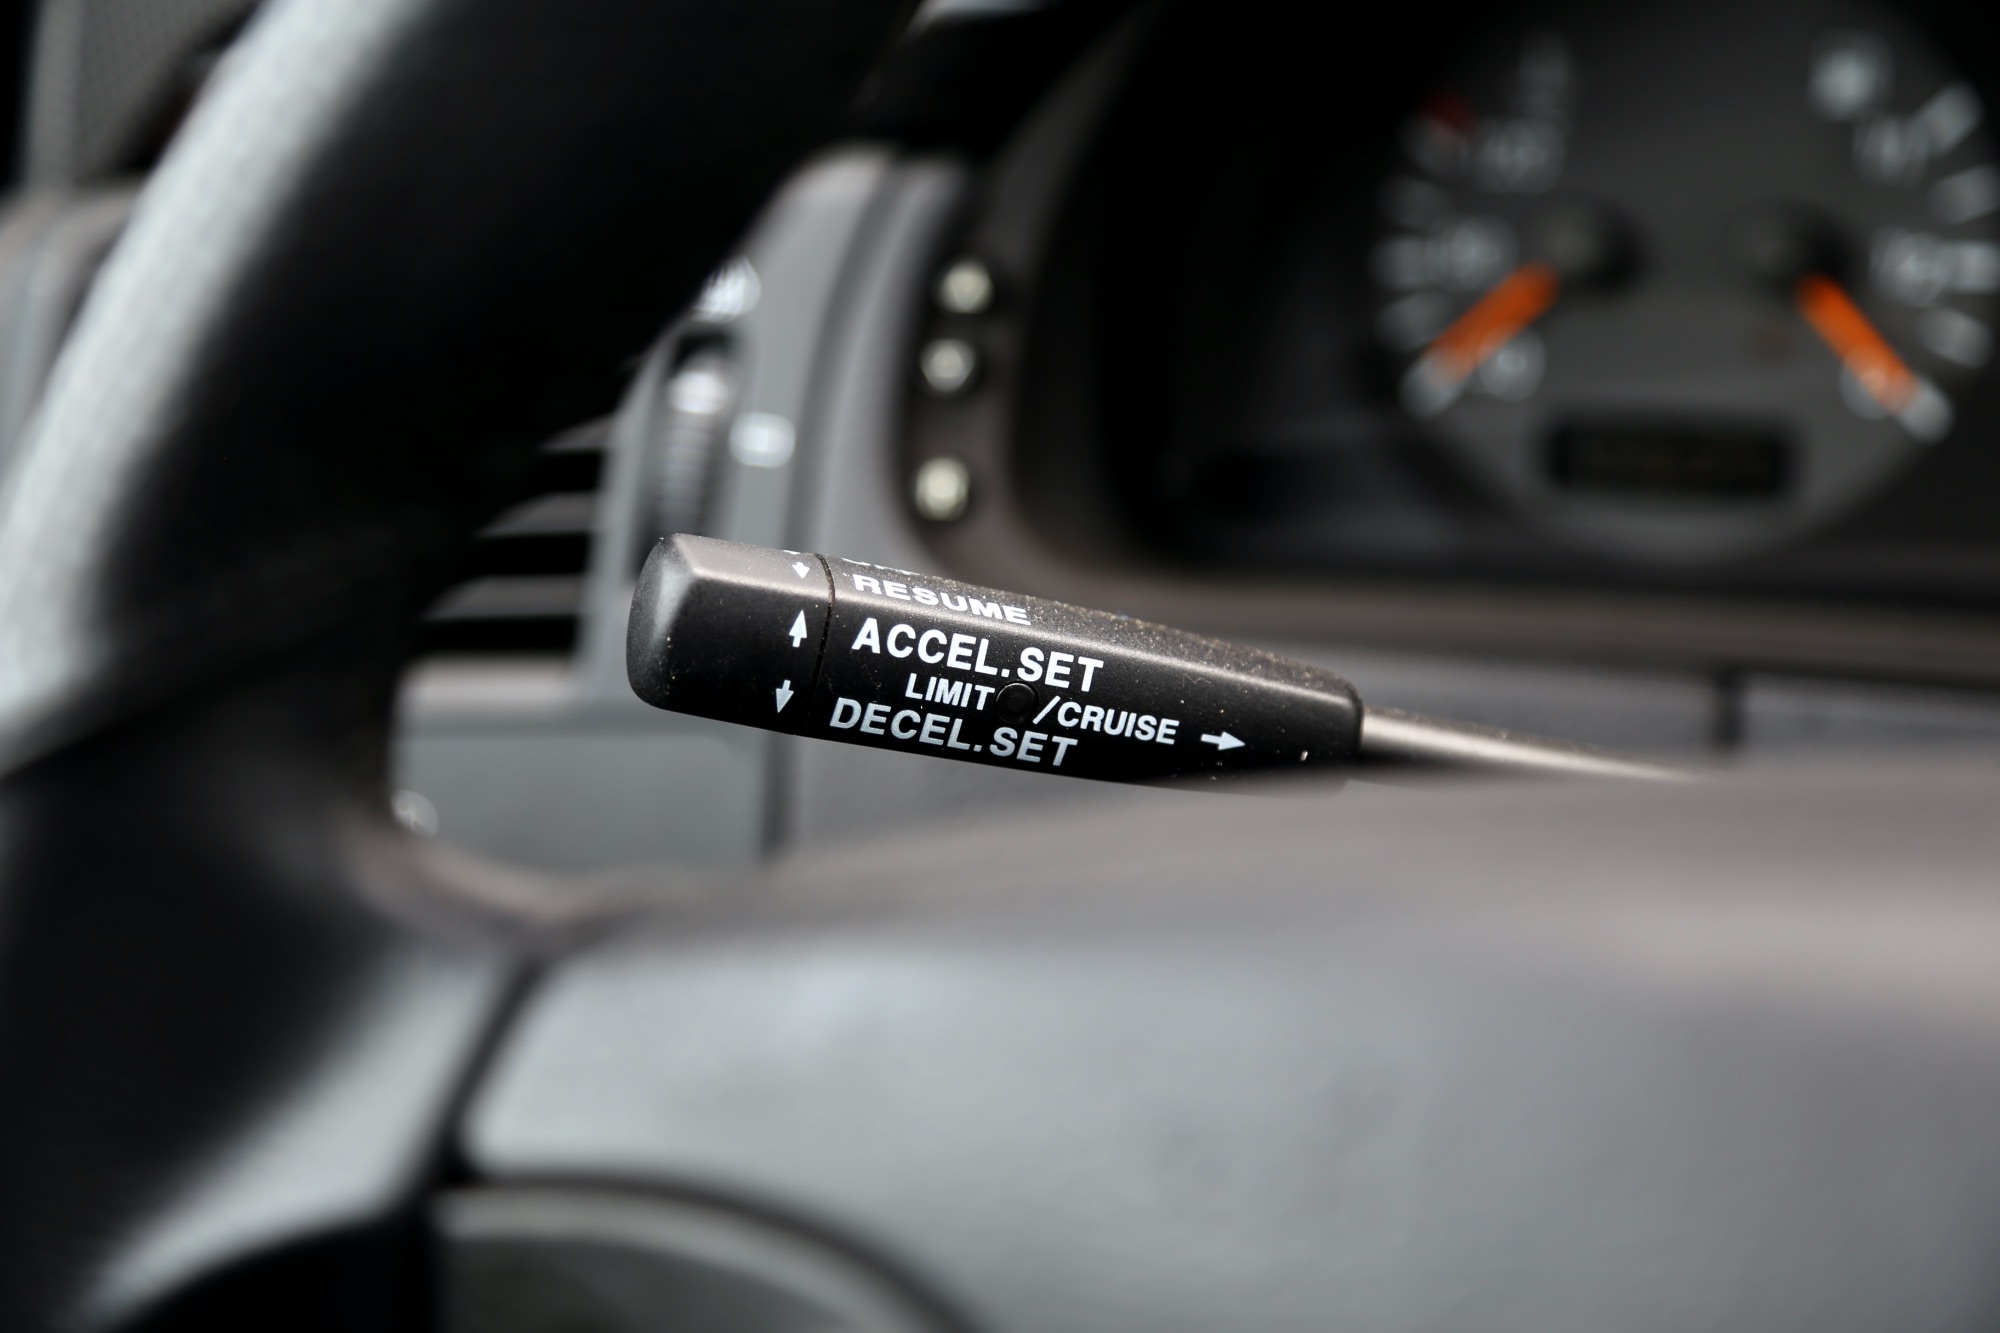 RESUME
ACCEL.SET
LIMIT /CRUISE
DECEL.SET